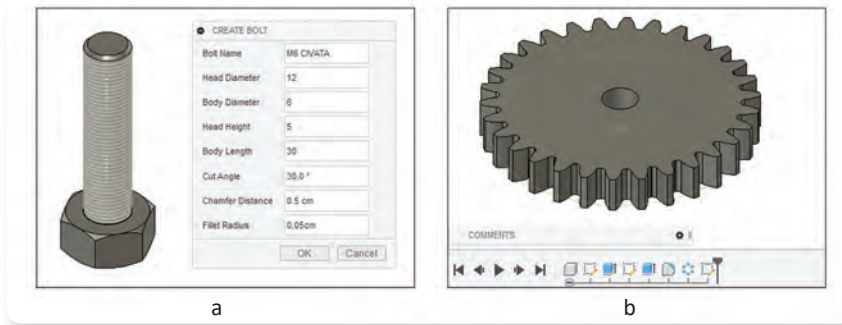 CREATE BOLT
Bolt Name M6 CIVATA
Head Diameter 12
Body Diameter 6
Head Height 5
Body Length 30
Cut Angle 30.0 °
Chamfer Distance 0.5 cm
Fillet Radius 0,05cm
OK Cancel
COMMENTS
a
b